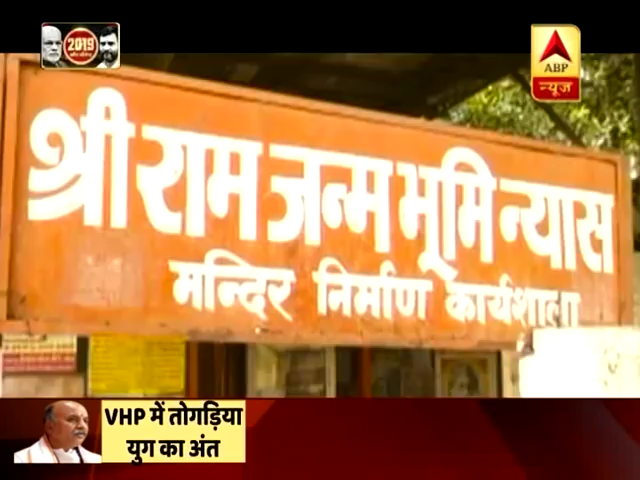 2019
ABP
न्यूज़
श्री राम जन्म भूमि न्यास
मन्दिर निर्माण कार्यशाला
VHP में तोगड़िया
युग का अंत